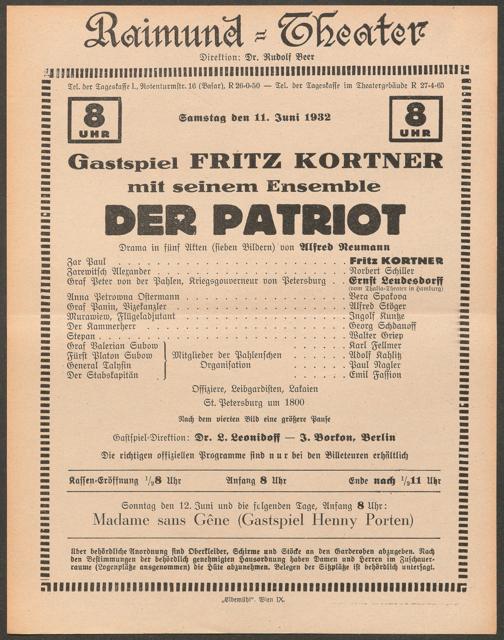 Raimund-Theater
Direktion: Dr. Rudolf Beer
Tel. der Tageskasse I., Rotenturmstr. 16 (Basar), R 26-0-50 — Tel. der Tageskasse im Theatergebäude R 27-4-65
8 UHR
Samstag den 11. Juni 1932
8 UHR
Gastspiel FRITZ KORTNER
mit seinem Ensemble
DER PATRIOT
Drama in fünf Akten (sieben Bildern) von Alfred Neumann
Zar Paul . . . Fritz KORTNER
Zarewitsch Alexander . . . Norbert Schiller
Graf Peter von der Pahlen, Kriegsgouverneur von Petersburg . . . Ernst Leudesdorff
(vom Thalia-Theater in Hamburg)
Anna Petrowna Ostermann . . . Vera Spakova
Graf Panin, Vizekanzler . . . Alfred Stöger
Murawiew, Flügeladjutant . . . Ingolf Kuntze
Der Kammerherr . . . Georg Schdanoff
Stepan . . . Walter Griep
Graf Valerian Subow . . . Karl Fellmer
Fürst Platon Subow } Mitglieder der Pahlenschen . . . Adolf Kahlitz
General Talysin } Organisation . . . Paul Nagler
Der Stabskapitän . . . Emil Fassion
Offiziere, Leibgardisten, Lakaien
St. Petersburg um 1800
Nach dem vierten Bild eine größere Pause
Gastspiel-Direktion: Dr. L. Leonidoff — J. Borkon, Berlin
Die richtigen offiziellen Programme sind nur bei den Billeteuren erhältlich
Kassen-Eröffnung ½8 Uhr Anfang 8 Uhr Ende nach ½11 Uhr
Sonntag den 12. Juni und die folgenden Tage, Anfang 8 Uhr:
Madame sans Gêne (Gastspiel Henny Porten)
Über behördliche Anordnung sind Oberkleider, Schirme und Stöcke an den Garderoben abzugeben. Nach
den Bestimmungen der behördlich genehmigten Hausordnung haben Damen und Herren im Zuschauer-
raume (Logenplätze ausgenommen) die Hüte abzunehmen. Belegen der Sitzplätze ist behördlich untersagt.
„Elbemühl“, Wien IX.